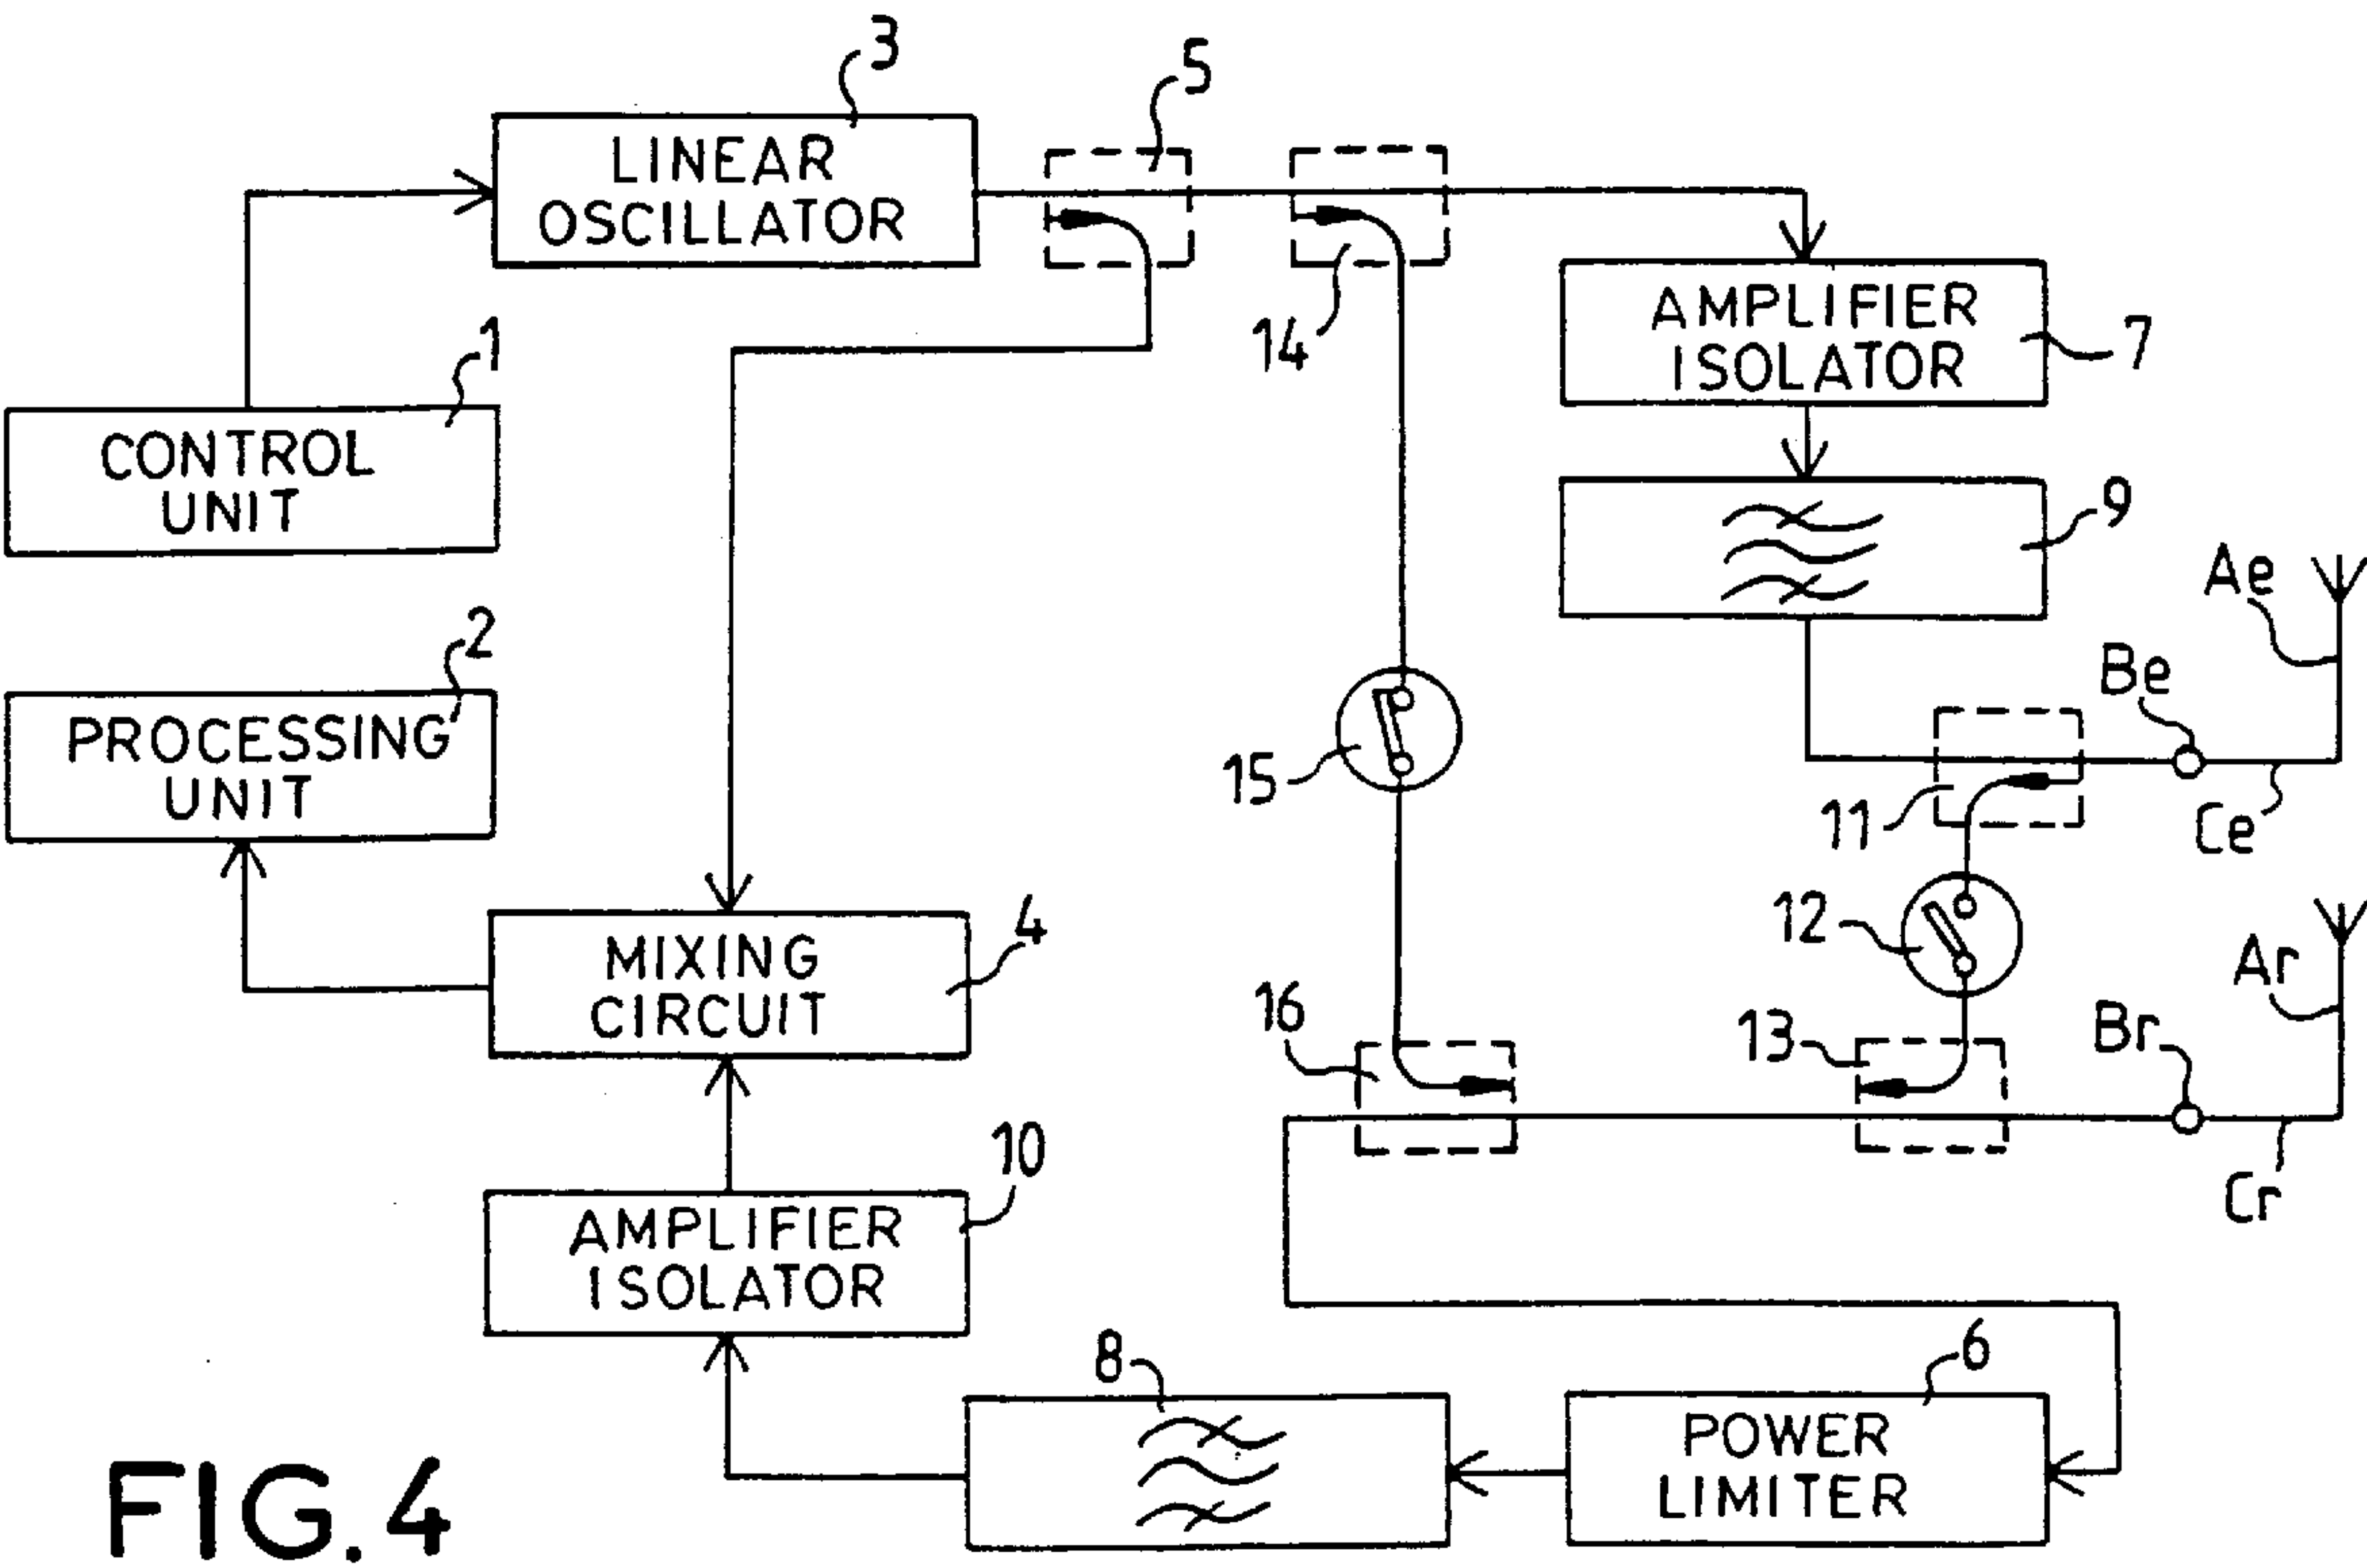 3
5
LINEAR
OSCILLATOR
14
AMPLIFIER
ISOLATOR
7
1
CONTROL
UNIT
9
Ae
2
PROCESSING
UNIT
Be
15
11
Ce
12
4
MIXING
CIRCUIT
Ar
16
13
Br
10
Cr
AMPLIFIER
ISOLATOR
8
6
POWER
LIMITER
FIG.4